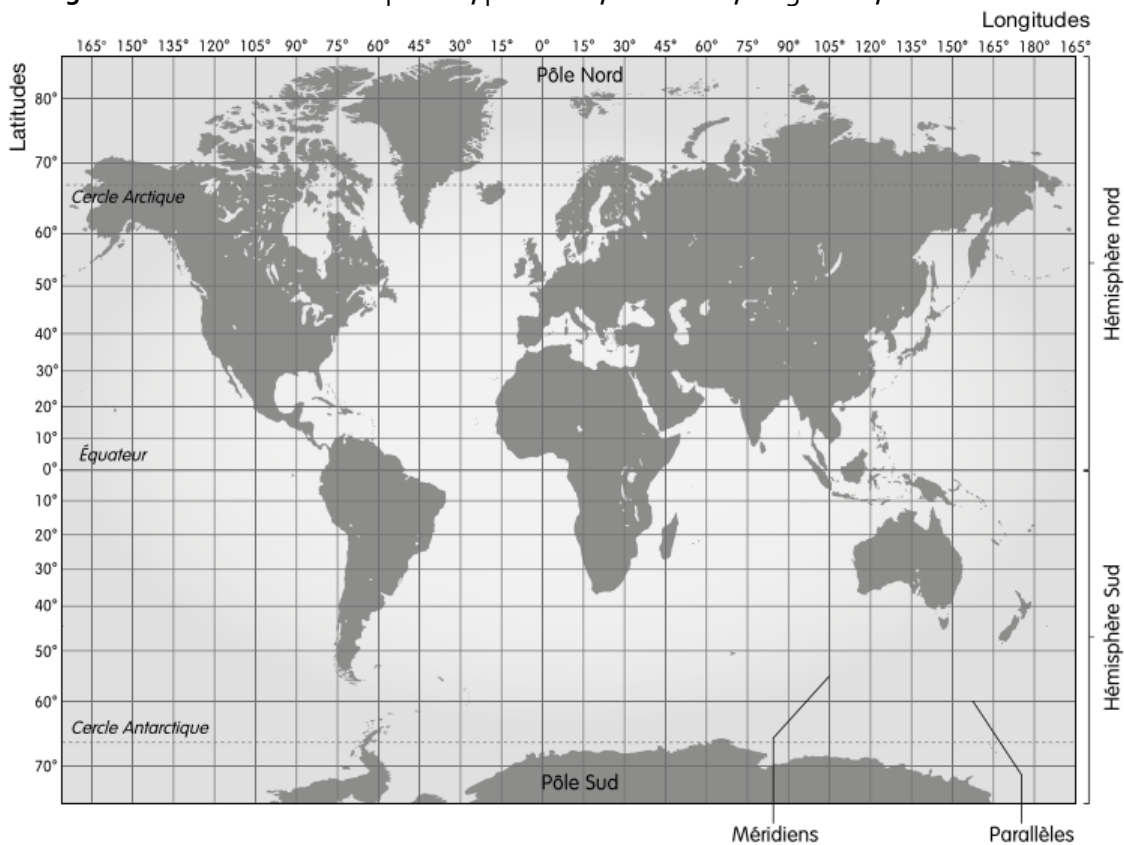 Longitudes
165° 150° 135° 120° 105° 90° 75° 60° 45° 30° 15° 0° 15° 30° 45° 60° 75° 90° 105° 120° 135° 150° 165° 180° 165°
Latitudes
Pôle Nord
80°
70°
Cercle Arctique
60°
50°
40°
30°
20°
10°
Équateur
0°
10°
20°
30°
40°
50°
60°
Cercle Antarctique
70°
Pôle Sud
Hémisphère nord
Hémisphère Sud
Méridiens
Parallèles